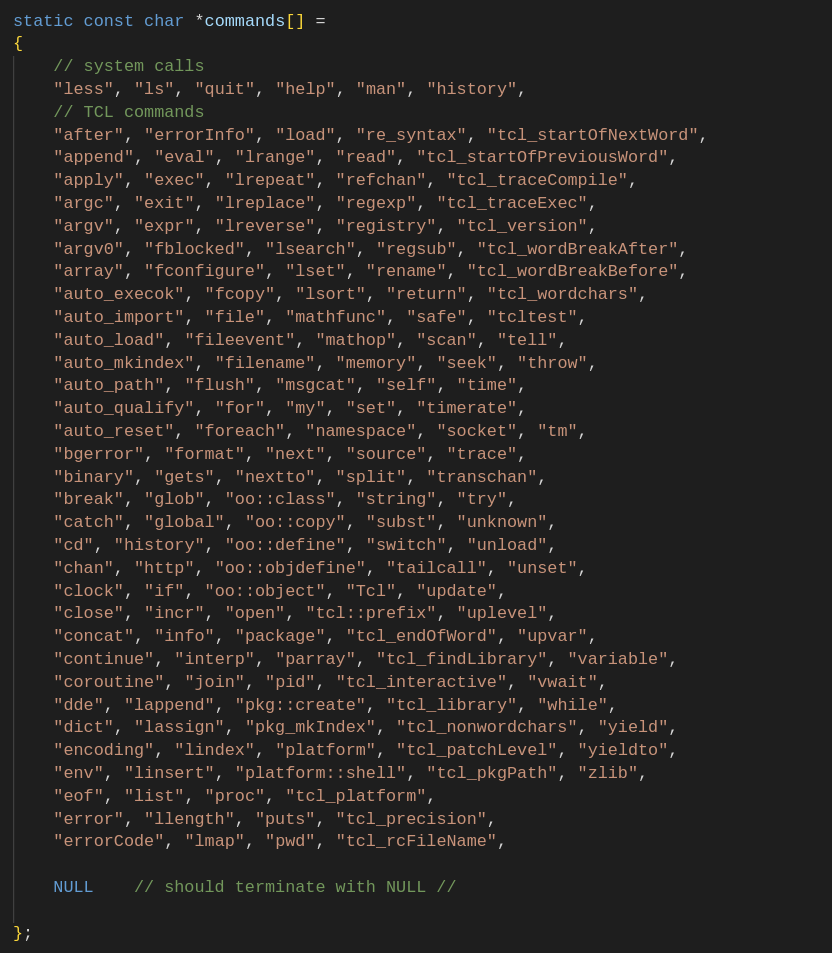 static const char *commands[] =
{
    // system calls
    "less", "ls", "quit", "help", "man", "history",
    // TCL commands
    "after", "errorInfo", "load", "re_syntax", "tcl_startOfNextWord",
    "append", "eval", "lrange", "read", "tcl_startOfPreviousWord",
    "apply", "exec", "lrepeat", "refchan", "tcl_traceCompile",
    "argc", "exit", "lreplace", "regexp", "tcl_traceExec",
    "argv", "expr", "lreverse", "registry", "tcl_version",
    "argv0", "fblocked", "lsearch", "regsub", "tcl_wordBreakAfter",
    "array", "fconfigure", "lset", "rename", "tcl_wordBreakBefore",
    "auto_execok", "fcopy", "lsort", "return", "tcl_wordchars",
    "auto_import", "file", "mathfunc", "safe", "tcltest",
    "auto_load", "fileevent", "mathop", "scan", "tell",
    "auto_mkindex", "filename", "memory", "seek", "throw",
    "auto_path", "flush", "msgcat", "self", "time",
    "auto_qualify", "for", "my", "set", "timerate",
    "auto_reset", "foreach", "namespace", "socket", "tm",
    "bgerror", "format", "next", "source", "trace",
    "binary", "gets", "nextto", "split", "transchan",
    "break", "glob", "oo::class", "string", "try",
    "catch", "global", "oo::copy", "subst", "unknown",
    "cd", "history", "oo::define", "switch", "unload",
    "chan", "http", "oo::objdefine", "tailcall", "unset",
    "clock", "if", "oo::object", "Tcl", "update",
    "close", "incr", "open", "tcl::prefix", "uplevel",
    "concat", "info", "package", "tcl_endOfWord", "upvar",
    "continue", "interp", "parray", "tcl_findLibrary", "variable",
    "coroutine", "join", "pid", "tcl_interactive", "vwait",
    "dde", "lappend", "pkg::create", "tcl_library", "while",
    "dict", "lassign", "pkg_mkIndex", "tcl_nonwordchars", "yield",
    "encoding", "lindex", "platform", "tcl_patchLevel", "yieldto",
    "env", "linsert", "platform::shell", "tcl_pkgPath", "zlib",
    "eof", "list", "proc", "tcl_platform",
    "error", "llength", "puts", "tcl_precision",
    "errorCode", "lmap", "pwd", "tcl_rcFileName",

    NULL    // should terminate with NULL //

};